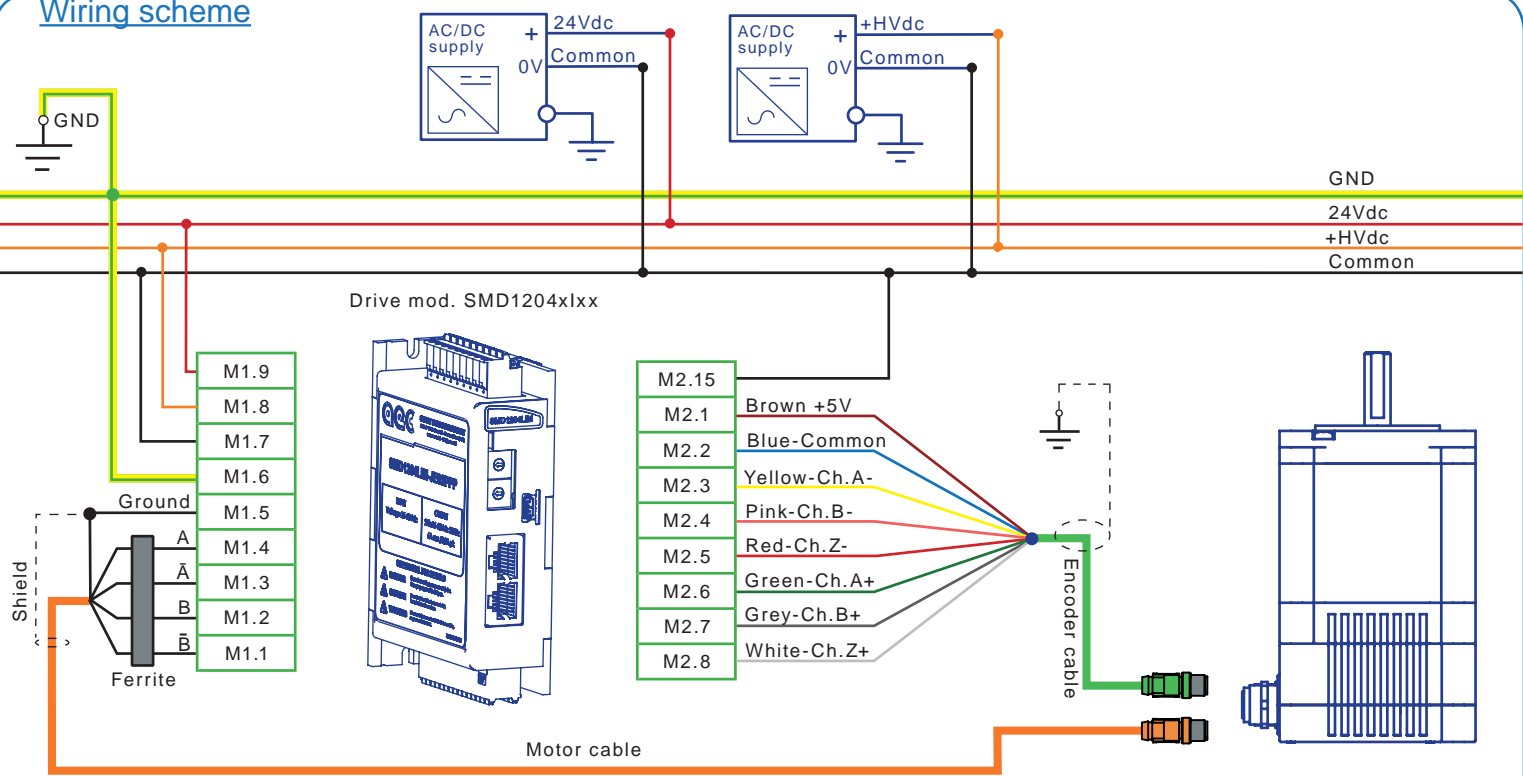 Wiring scheme
AC/DC
supply
+
0V
24Vdc
Common
AC/DC
supply
+
0V
+HVdc
Common
GND
GND
24Vdc
+HVdc
Common
Drive mod. SMD1204xIxx
M1.9
M1.8
M1.7
M1.6
Ground
M1.5
A
M1.4
Ā
M1.3
B
M1.2
B̄
M1.1
Shield
Ferrite
M2.15
M2.1
Brown +5V
M2.2
Blue-Common
M2.3
Yellow-Ch.A-
M2.4
Pink-Ch.B-
M2.5
Red-Ch.Z-
M2.6
Green-Ch.A+
M2.7
Grey-Ch.B+
M2.8
White-Ch.Z+
Encoder cable
Motor cable